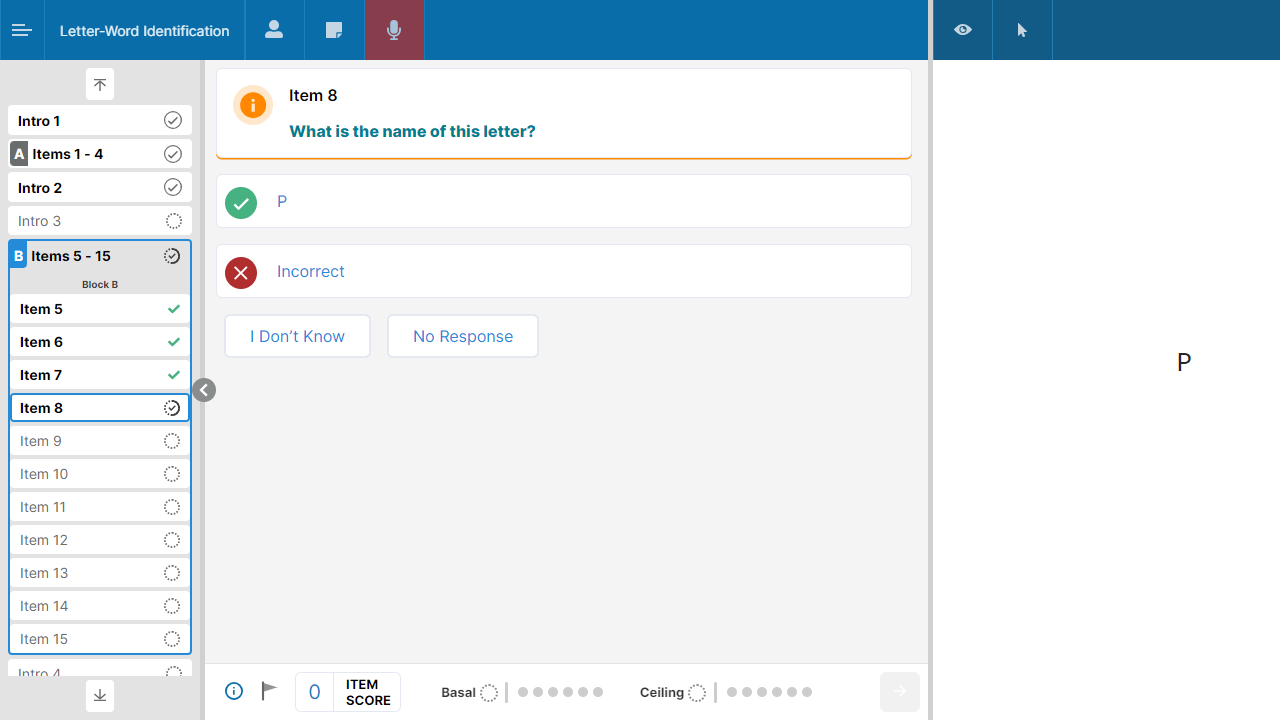 Letter-Word Identification
Intro 1
A Items 1 - 4
Intro 2
Intro 3
B Items 5 - 15
Block B
Item 5
Item 6
Item 7
Item 8
Item 9
Item 10
Item 11
Item 12
Item 13
Item 14
Item 15
Intro 4
Item 8
What is the name of this letter?
P
Incorrect
I Don’t Know
No Response
0
ITEM
SCORE
Basal
Ceiling
P